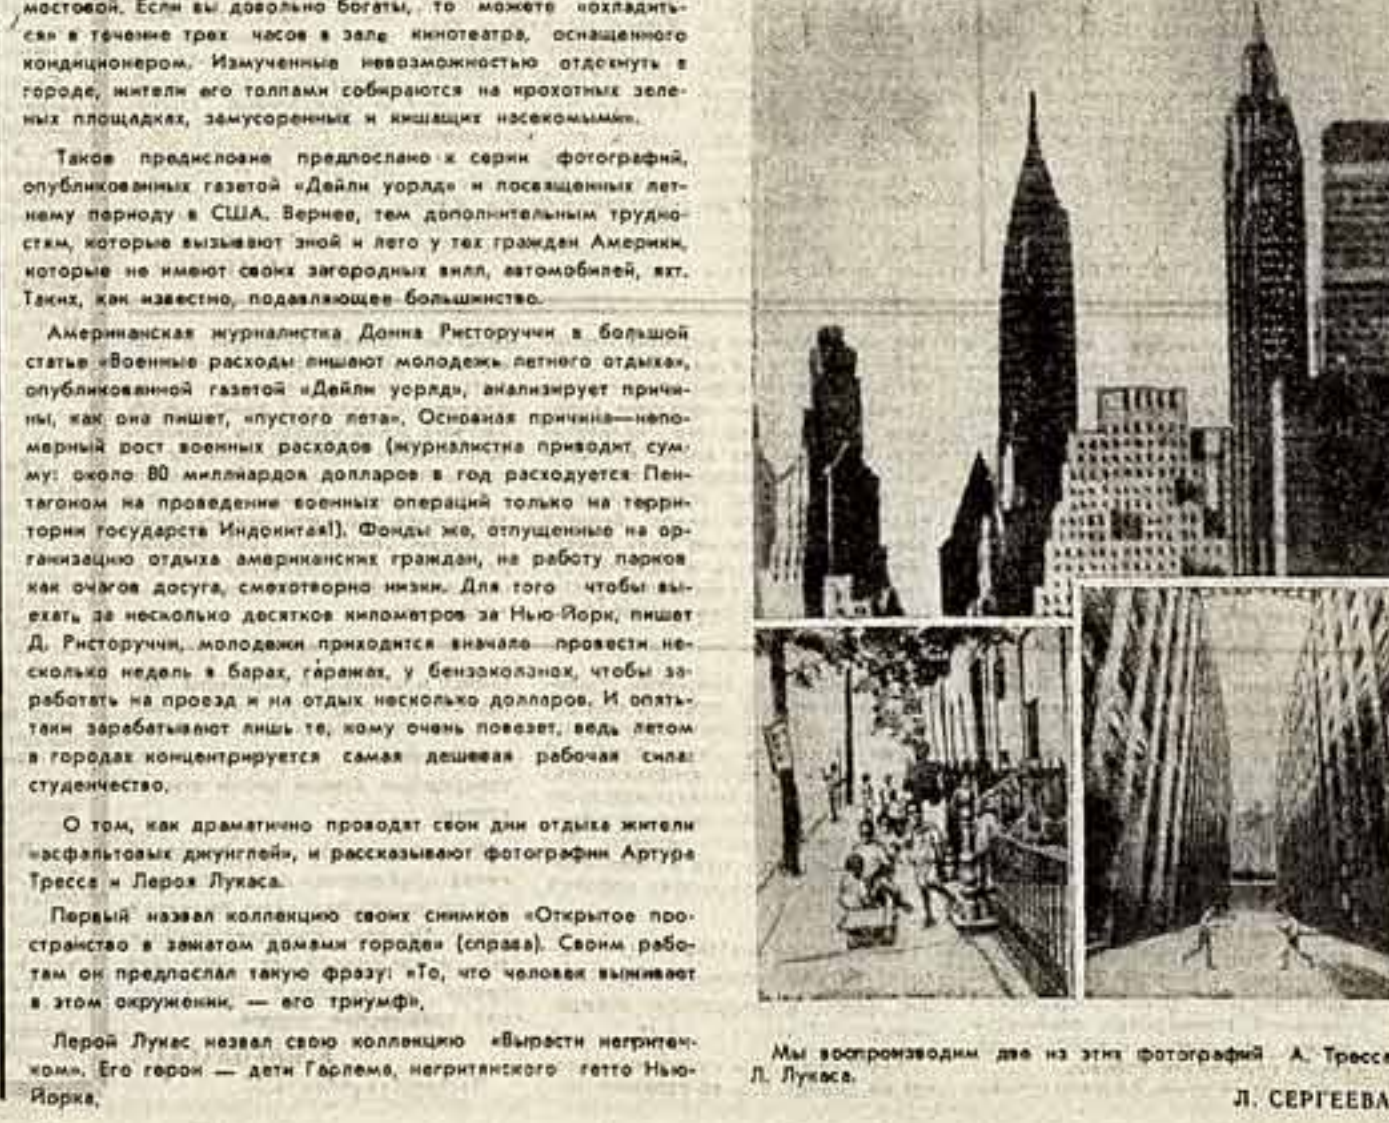 мостовой. Если вы довольно богаты, то можете «охладить-
ся» в течение трех часов в зале кинотеатра, оснащенного
кондиционером. Измученные невозможностью отдохнуть в
городе, жители его толпами собираются на крохотных зеле-
ных площадках, замусоренных и кишащих насекомыми».
Такое предисловие предпослано к серии фотографий,
опубликованных газетой «Дейли уорлд» и посвященных лет-
нему периоду в США. Вернее, тем дополнительным трудно-
стям, которые вызывают зной и лето у тех граждан Америки,
которые не имеют своих загородных вилл, автомобилей, яхт.
Таких, как известно, подавляющее большинство.
Американская журналистка Донна Ристоруччи в большой
статье «Военные расходы лишают молодежь летнего отдыха»,
опубликованной газетой «Дейли уорлд», анализирует причи-
ны, как она пишет, «пустого лета». Основная причина—непо-
мерный рост военных расходов (журналистка приводит сум-
му: около 80 миллиардов долларов в год расходуется Пен-
тагоном на проведение военных операций только на терри-
тории государств Индокитая!). Фонды же, отпущенные на ор-
ганизацию отдыха американских граждан, на работу парков
как очагов досуга, смехотворно низки. Для того чтобы вы-
ехать за несколько десятков километров за Нью-Йорк, пишет
Д. Ристоруччи, молодежи приходится вначале провести не-
сколько недель в барах, гаражах, у бензоколонок, чтобы за-
работать на проезд и на отдых несколько долларов. И опять-
таки зарабатывают лишь те, кому очень повезет, ведь летом
в городах концентрируется самая дешевая рабочая сила:
студенчество.
О том, как драматично проводят свои дни отдыха жители
«асфальтовых джунглей», и рассказывают фотографии Артура
Тресса и Лероя Лукаса.
Первый назвал коллекцию своих снимков «Открытое про-
странство в зажатом домами городе» (справа). Своим рабо-
там он предпослал такую фразу: «То, что человек выживает
в этом окружении, — его триумф».
Лерой Лукас назвал свою коллекцию «Вырасти негритен-
ком». Его герои — дети Гарлема, негритянского гетто Нью-
Йорка.
Мы воспроизводим две из этих фотографий А. Тресса
Л. Лукаса.
Л. СЕРГЕЕВА